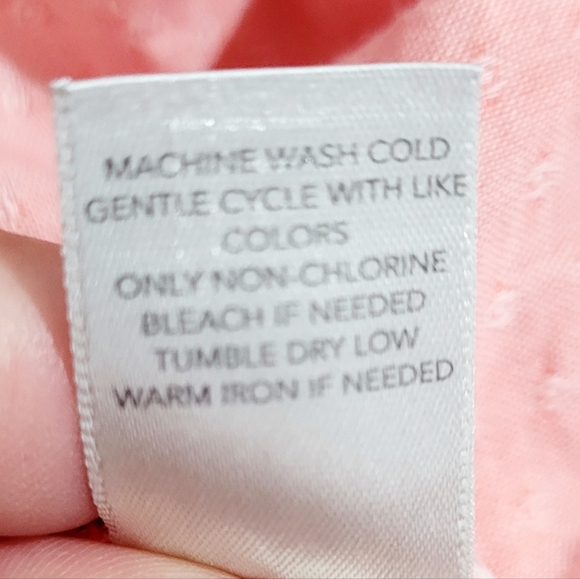 MACHINE WASH COLD
GENTLE CYCLE WITH LIKE
COLORS
ONLY NON-CHLORINE
BLEACH IF NEEDED
TUMBLE DRY LOW
WARM IRON IF NEEDED